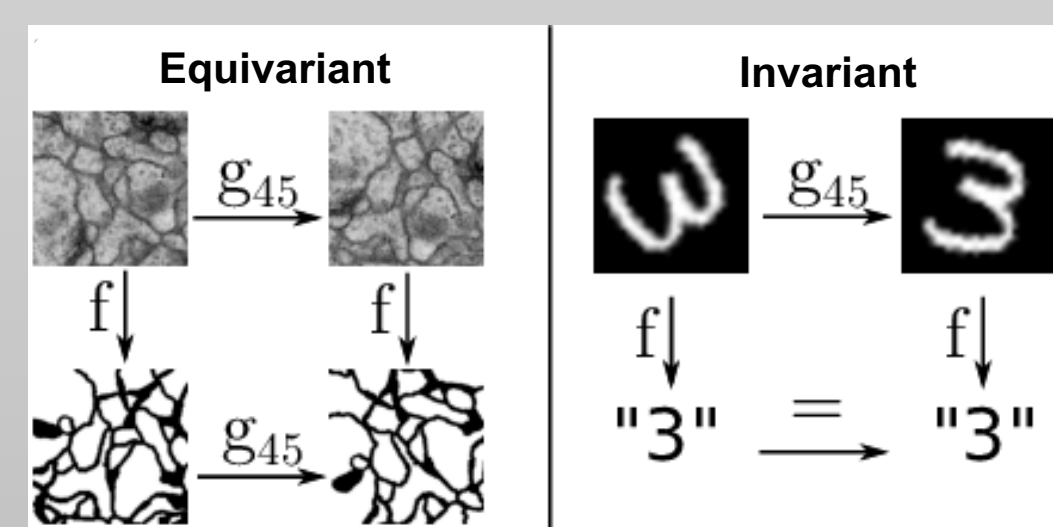 Equivariant
g45
f
f
g45
Invariant
g45
f
f
"3" = "3"